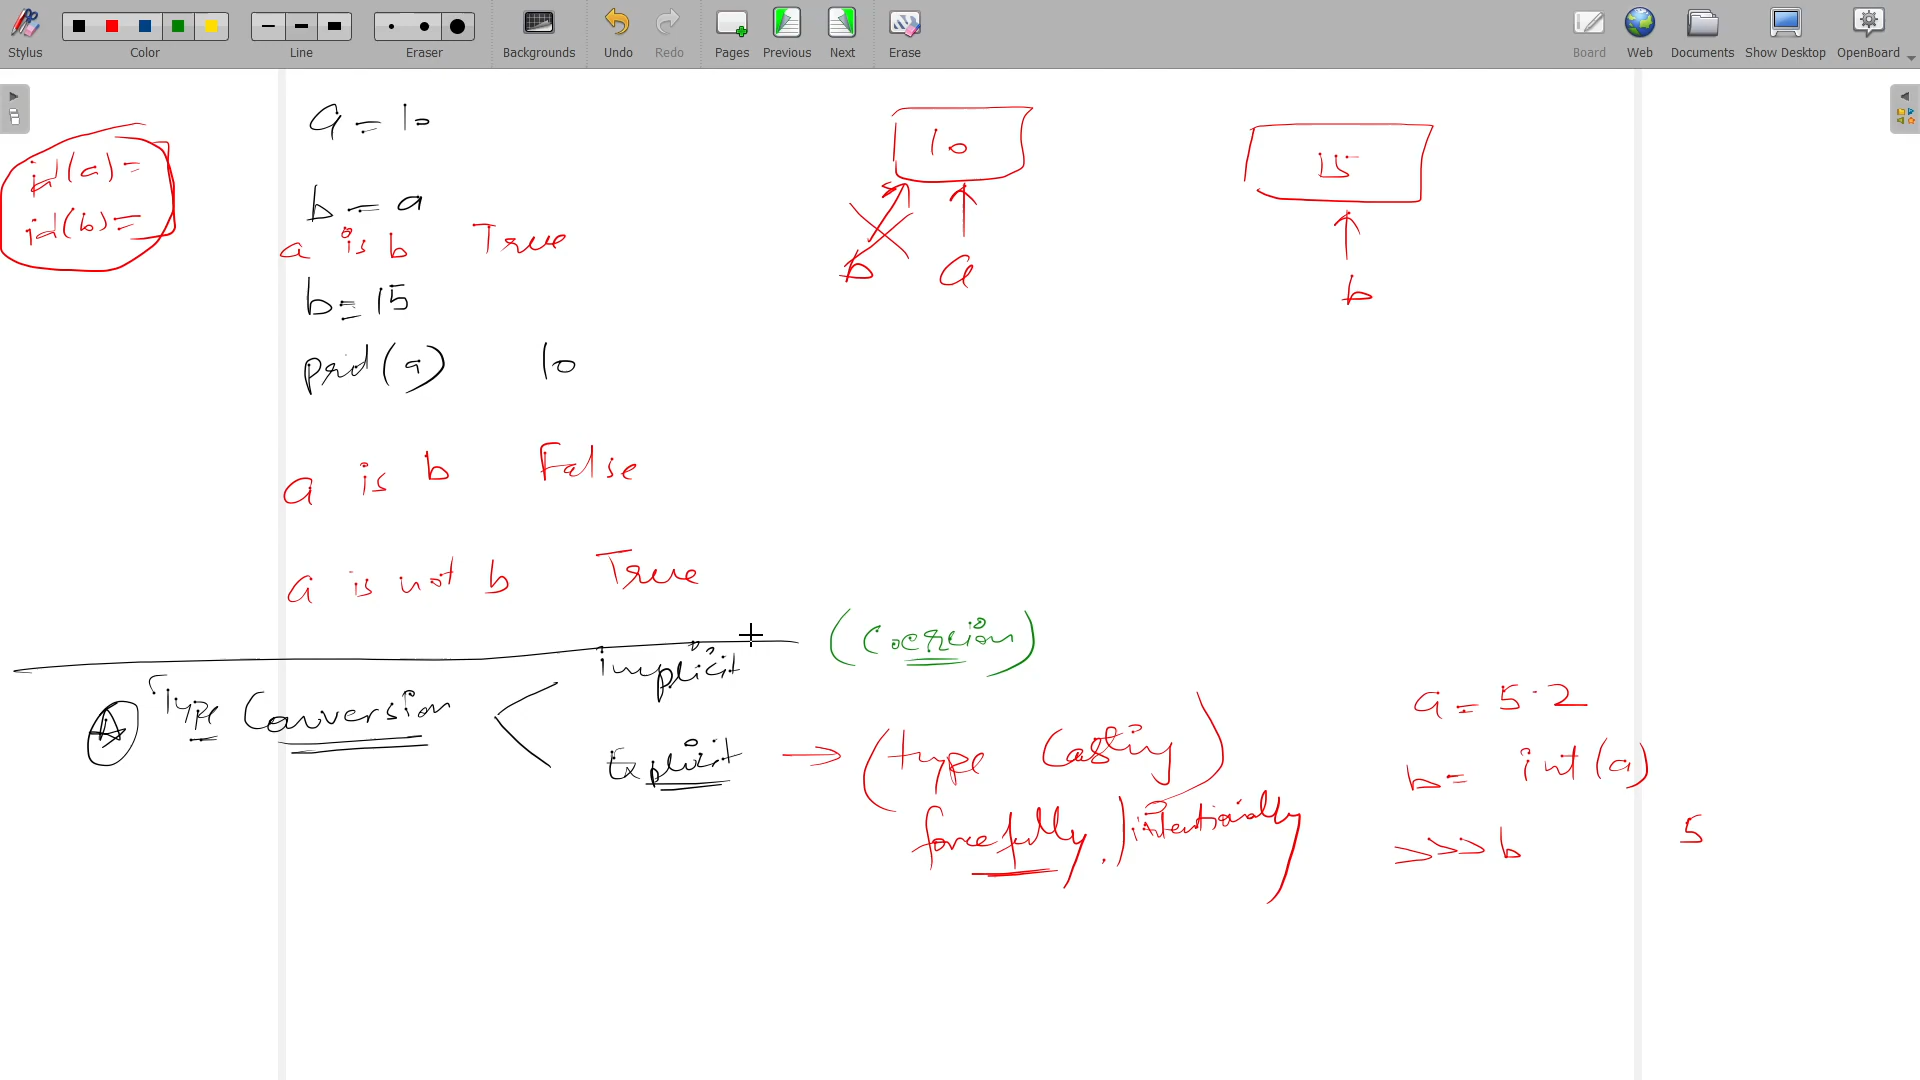 Stylus
Color
Line
Eraser
Backgrounds
Undo
Redo
Pages
Previous
Next
Erase
Board
Web
Documents
Show Desktop
OpenBoard
id(a)=
id(b)=
a = 10
b = a
a is b True
b = 15
print(a) 10
a is b False
a is not b True
10
b a
15
b
Type Conversion
implicit (Coercion)
Explicit → (type Casting)
forcefully / intentionally)
a = 5.2
b = int(a)
>>> b 5